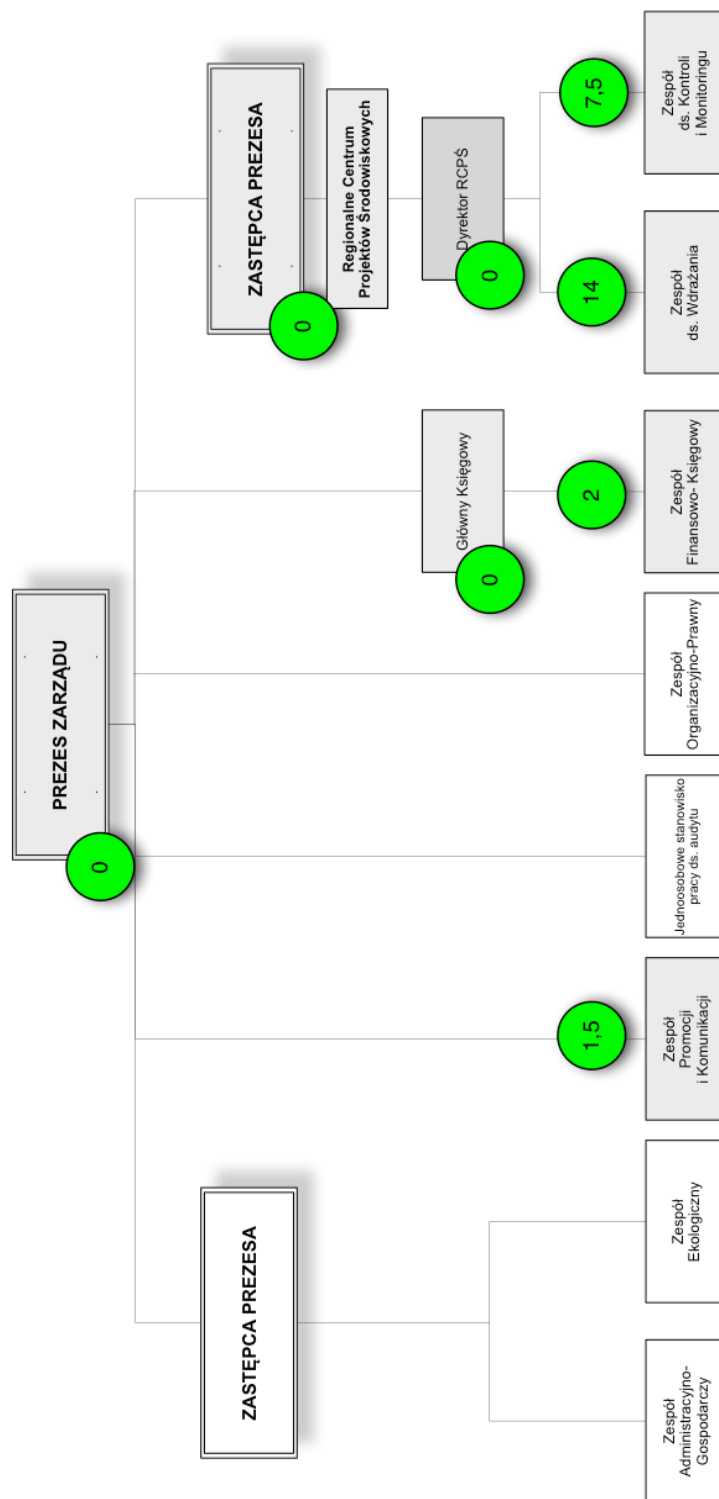 PREZES ZARZĄDU
0
ZASTĘPCA PREZESA
ZASTĘPCA PREZESA
0
Regionalne Centrum
Projektów Środowiskowych
Główny Księgowy
0
Dyrektor RCPŚ
0
1,5
2
14
7,5
Zespół
Administracyjno-
Gospodarczy
Zespół
Ekologiczny
Zespół
Promocji
i Komunikacji
Jednoosobowe stanowisko
pracy ds. audytu
Zespół
Organizacyjno-Prawny
Zespół
Finansowo- Księgowy
Zespół
ds. Wdrażania
Zespół
ds. Kontroli
i Monitoringu